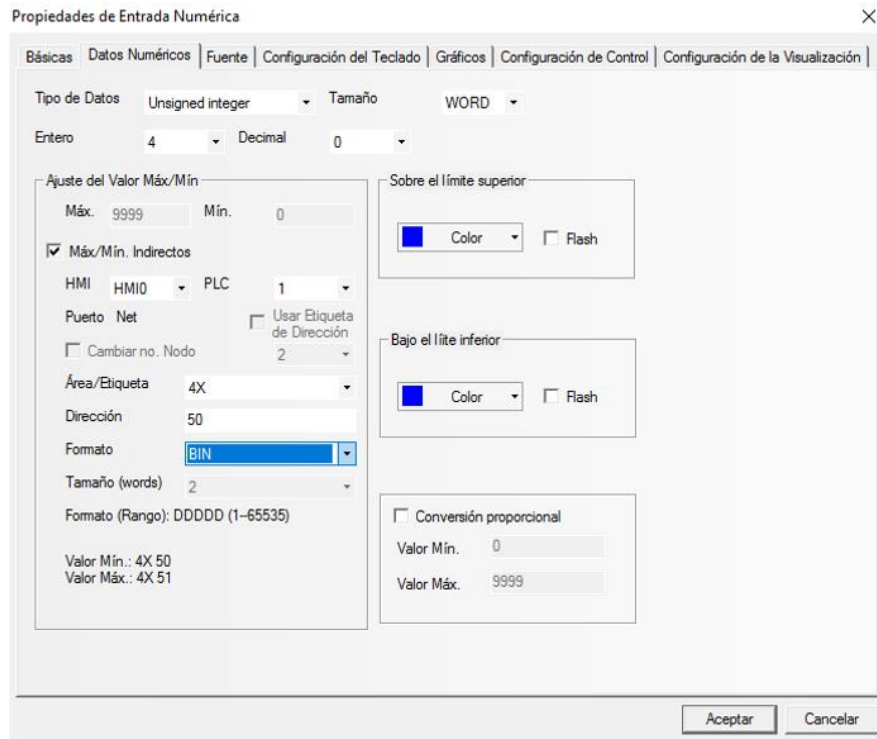 Propiedades de Entrada Numérica
Básicas Datos Numéricos Fuente Configuración del Teclado Gráficos Configuración de Control Configuración de la Visualización
Tipo de Datos Unsigned integer Tamaño WORD
Entero 4 Decimal 0
Ajuste del Valor Máx/Mín
Máx. 9999 Mín. 0
Máx/Mín. Indirectos
HMI HMI0 PLC 1
Puerto Net Usar Etiqueta
de Dirección
Cambiar no. Nodo 2
Área/Etiqueta 4X
Dirección 50
Formato BIN
Tamaño (words) 2
Formato (Rango): DDDDD (1--65535)
Valor Mín.: 4X 50
Valor Máx.: 4X 51
Sobre el límite superior
Color Flash
Bajo el líite inferior
Color Flash
Conversión proporcional
Valor Mín. 0
Valor Máx. 9999
Aceptar Cancelar